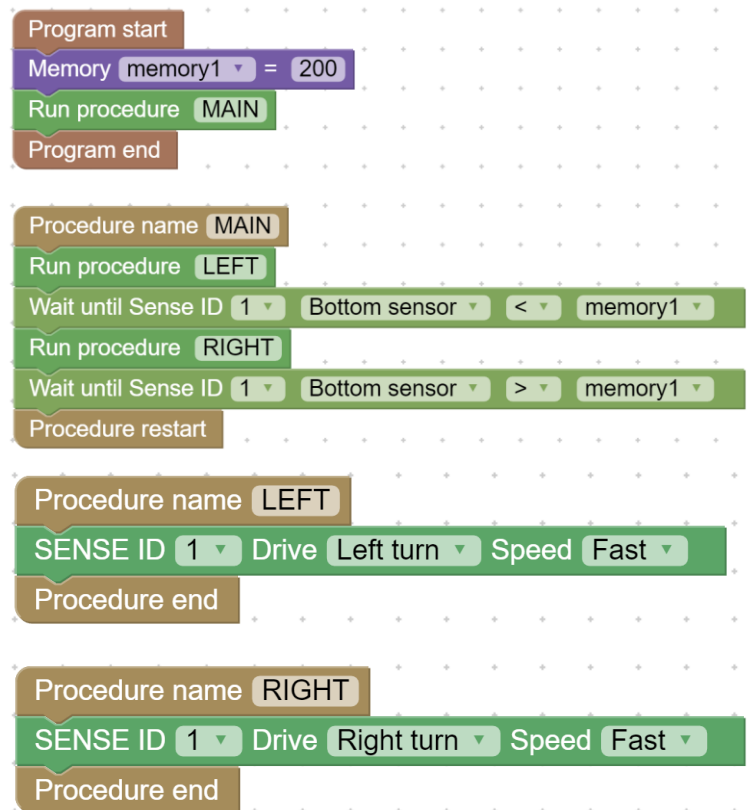 Program start
Memory memory1 = 200
Run procedure MAIN
Program end
Procedure name MAIN
Run procedure LEFT
Wait until Sense ID 1 Bottom sensor < memory1
Run procedure RIGHT
Wait until Sense ID 1 Bottom sensor > memory1
Procedure restart
Procedure name LEFT
SENSE ID 1 Drive Left turn Speed Fast
Procedure end
Procedure name RIGHT
SENSE ID 1 Drive Right turn Speed Fast
Procedure end